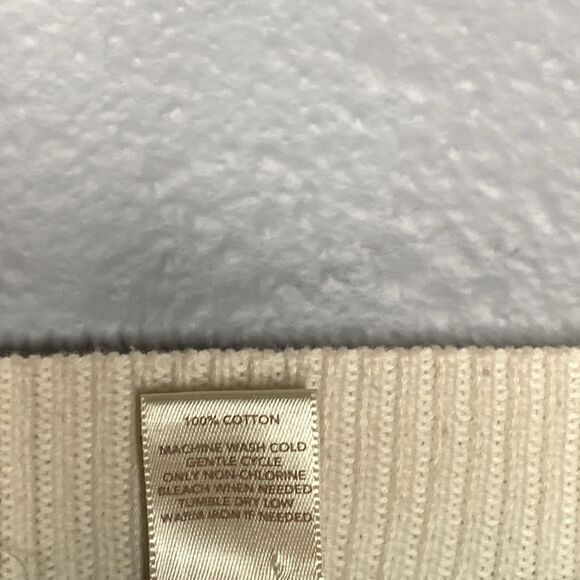 100% COTTON
MACHINE WASH COLD
GENTLE CYCLE
ONLY NON-CHLORINE
BLEACH WHEN NEEDED
TUMBLE DRY LOW
WARM IRON IF NEEDED